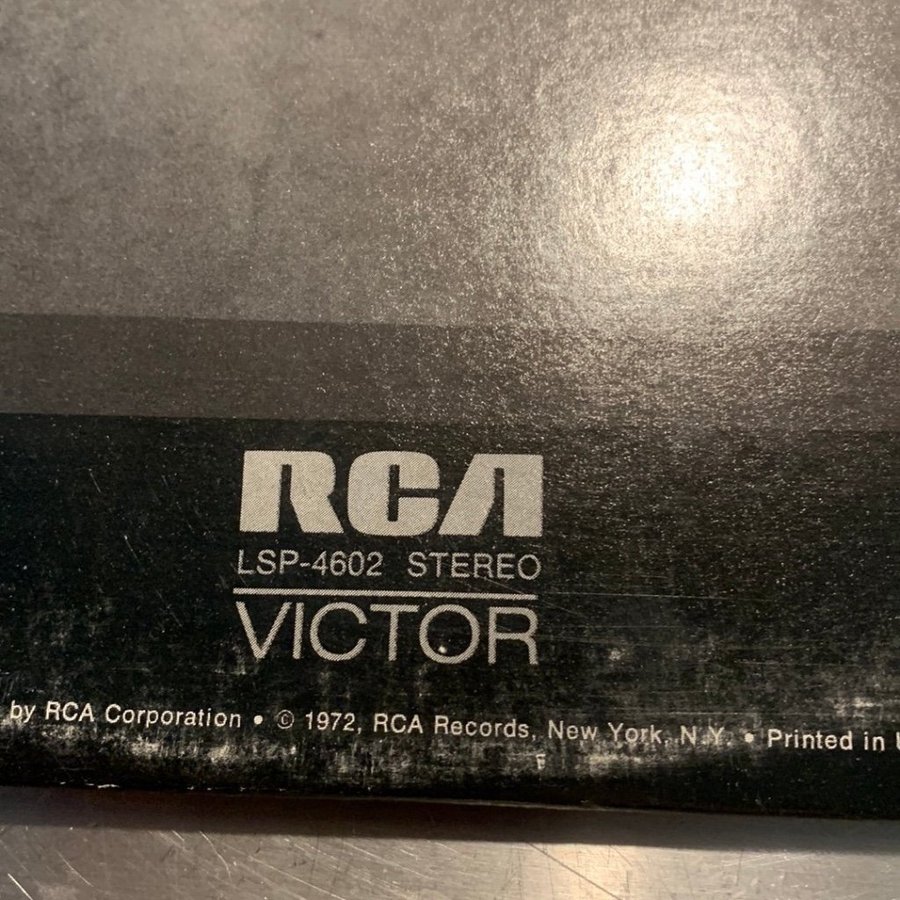 RCA
LSP-4602 STEREO
VICTOR
by RCA Corporation • © 1972, RCA Records, New York, N.Y. • Printed in U